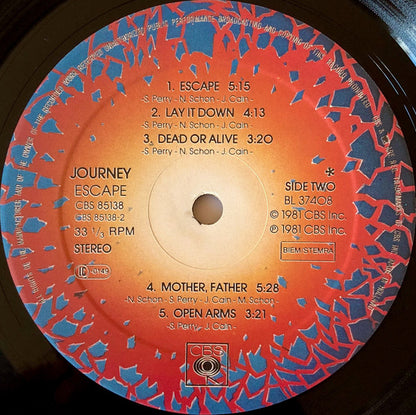 1. ESCAPE 5:15
-S. Perry - N. Schon - J. Cain -
2. LAY IT DOWN 4:13
-S. Perry - N. Schon - J. Cain -
3. DEAD OR ALIVE 3:20
-S. Perry - N. Schon - J. Cain -
JOURNEY
ESCAPE
CBS 85138
CBS 85138-2
33 1/3 RPM
STEREO
LC 0149
*
SIDE TWO
BL 37408
© 1981 CBS Inc.
℗ 1981 CBS Inc.
BIEM/STEMRA
4. MOTHER, FATHER 5:28
-N. Schon - S. Perry - J. Cain - M. Schon -
5. OPEN ARMS 3:21
-S. Perry - J. Cain -
CBS